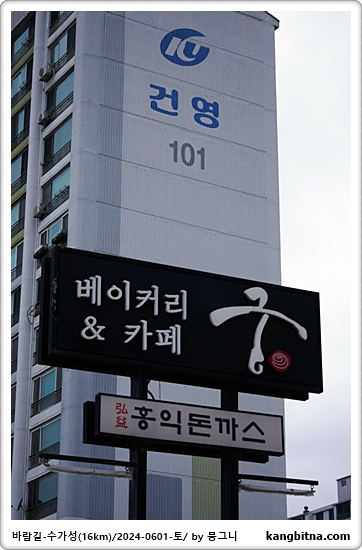 건영
101
베이커리
& 카페
弘益 홍익돈까스
바람길-수가성(16km)/2024-0601-토/ by 뭉그니
kangbitna.com